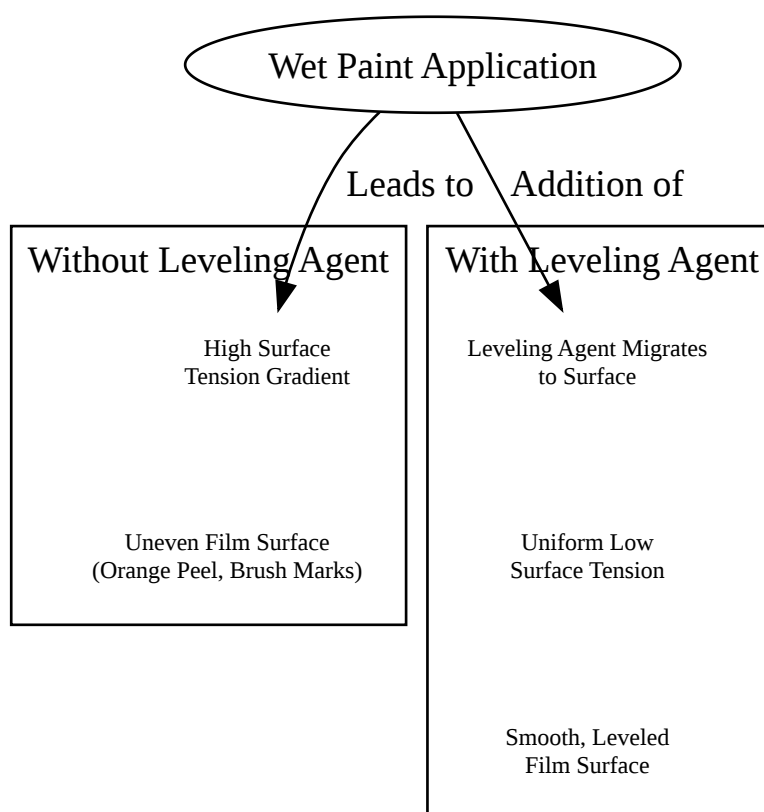 Wet Paint Application
Leads to
Addition of
Without Leveling Agent
High Surface
Tension Gradient
Uneven Film Surface
(Orange Peel, Brush Marks)
With Leveling Agent
Leveling Agent Migrates
to Surface
Uniform Low
Surface Tension
Smooth, Leveled
Film Surface